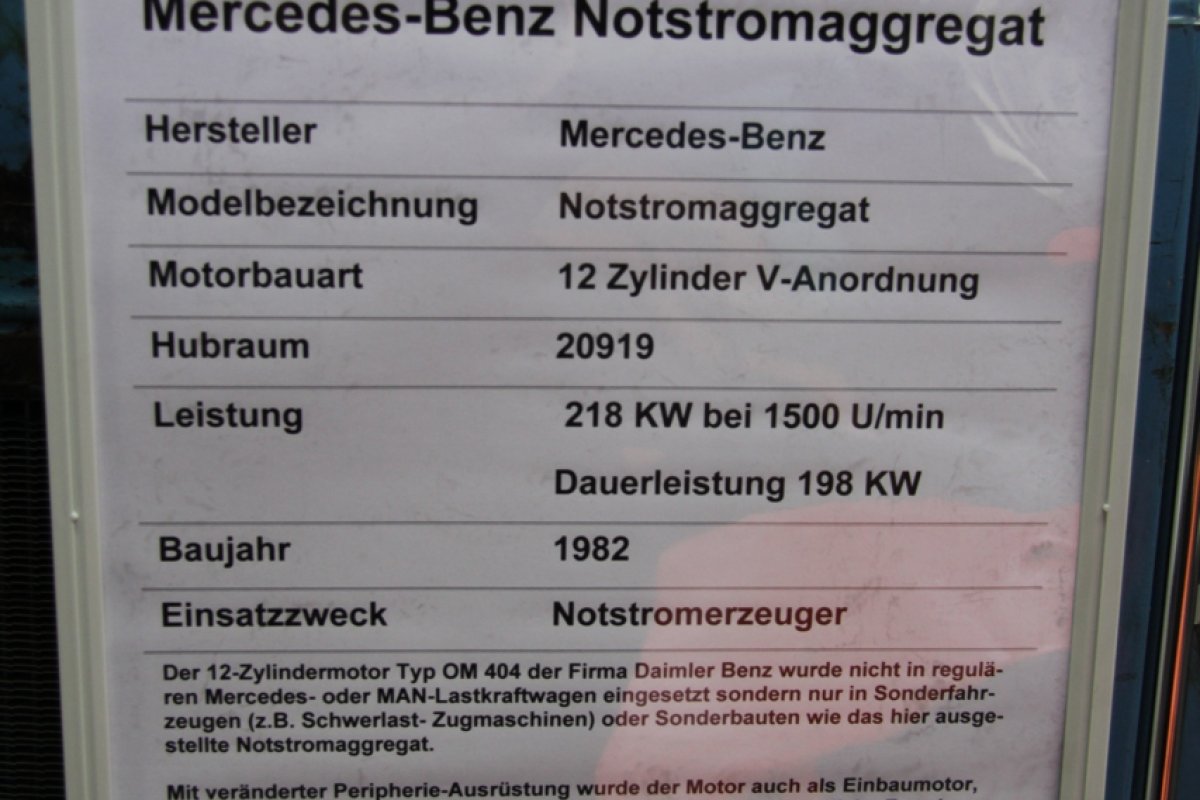 Mercedes-Benz Notstromaggregat
Hersteller Mercedes-Benz
Modelbezeichnung Notstromaggregat
Motorbauart 12 Zylinder V-Anordnung
Hubraum 20919
Leistung 218 KW bei 1500 U/min
Dauerleistung 198 KW
Baujahr 1982
Einsatzzweck Notstromerzeuger
Der 12-Zylindermotor Typ OM 404 der Firma Daimler Benz wurde nicht in regulä-
ren Mercedes- oder MAN-Lastkraftwagen eingesetzt sondern nur in Sonderfahr-
zeugen (z.B. Schwerlast- Zugmaschinen) oder Sonderbauten wie das hier ausge-
stellte Notstromaggregat.
Mit veränderter Peripherie-Ausrüstung wurde der Motor auch als Einbaumotor,